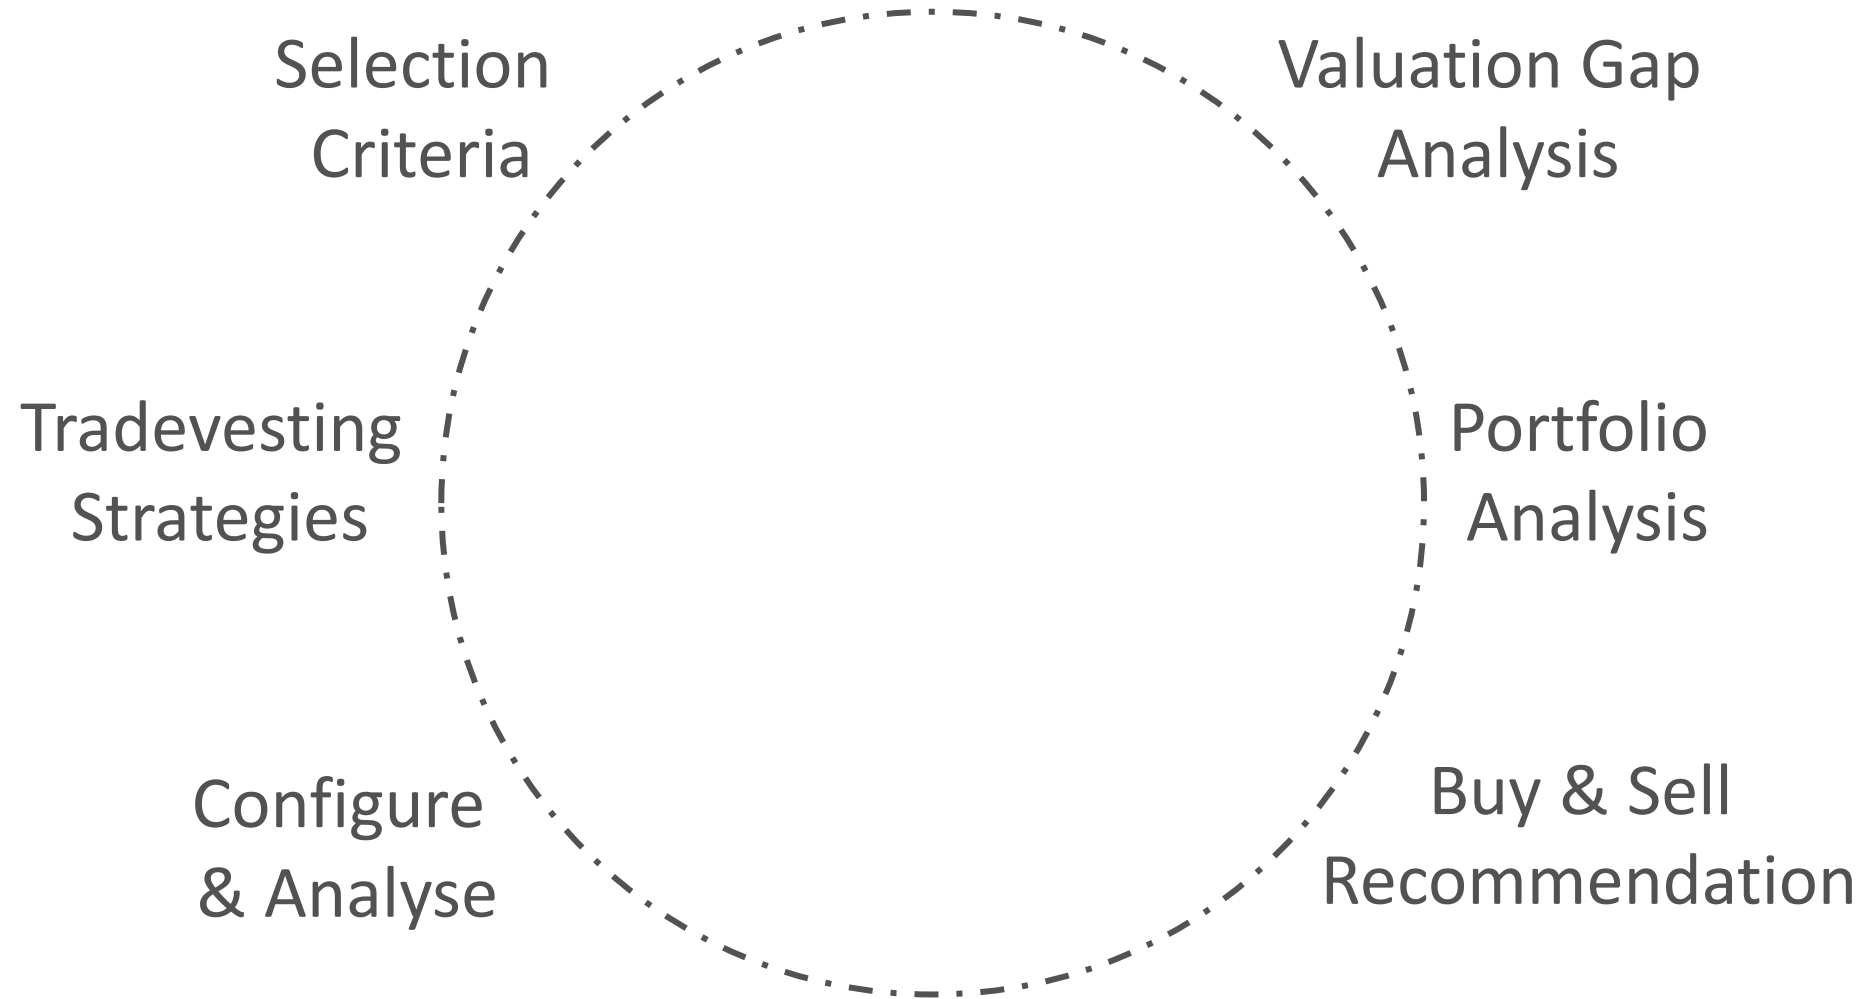 Selection
Criteria
Valuation Gap
Analysis
Tradevesting
Strategies
Portfolio
Analysis
Configure
& Analyse
Buy & Sell
Recommendation